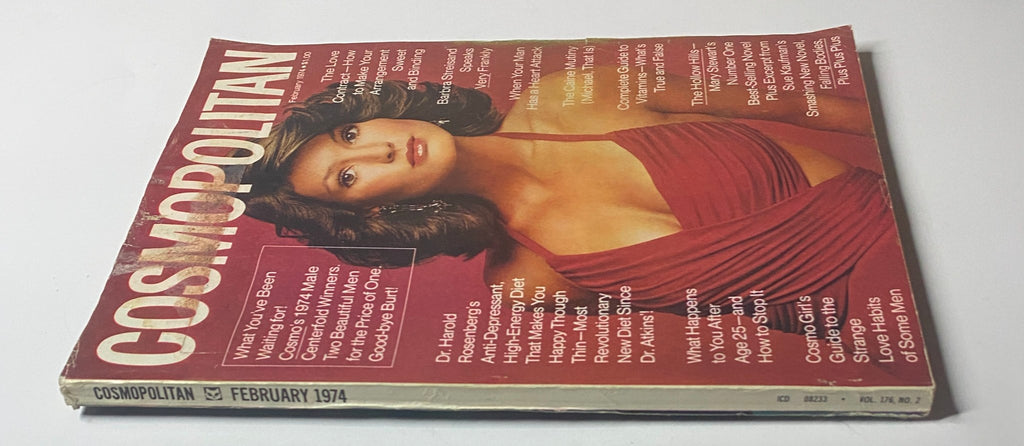 COSMOPOLITAN
February 1974 • $1.00
The Love
Contract—How
to Make Your
Arrangement
Sweet
and Binding
Barbra Streisand
Speaks
Very Frankly
When Your Man
Has a Heart Attack
The Caine Mutiny
(Michael, That Is)
Complete Guide to
Vitamins—What's
True and False
The Hollow Hills—
Mary Stewart's
Number One
Best-Selling Novel
Plus Excerpt from
Sue Kaufman's
Smashing New Novel,
Falling Bodies,
Plus Plus Plus
What You've Been
Waiting for!
Cosmo's 1974 Male
Centerfold Winners.
Two Beautiful Men
for the Price of One.
Good-bye Burt!
Dr. Harold
Rosenberg's
Anti-Depressant,
High-Energy Diet
That Makes You
Happy Though
Thin—Most
Revolutionary
New Diet Since
Dr. Atkins'
What Happens
to You After
Age 25—and
How to Stop It
Cosmo Girl's
Guide to the
Strange
Love Habits
of Some Men
COSMOPOLITAN FEBRUARY 1974 ICD 08233 • VOL. 176, NO. 2